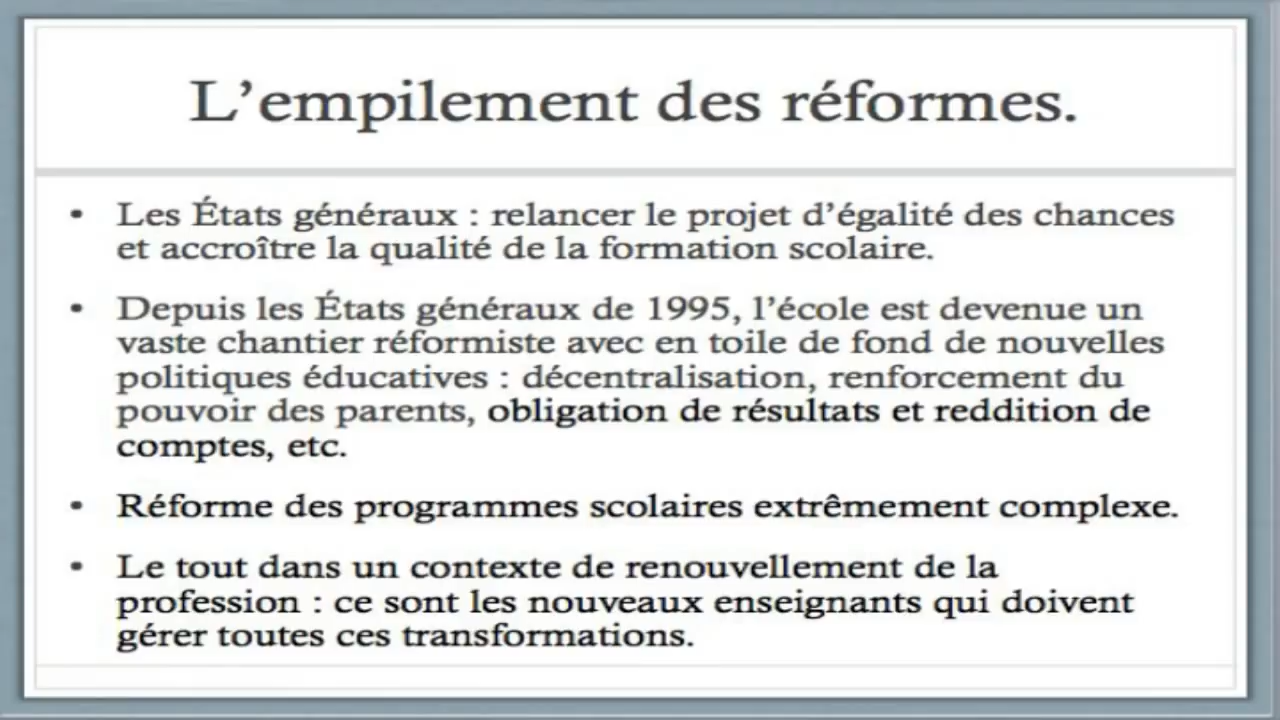 L'empilement des réformes.
• Les États généraux : relancer le projet d'égalité des chances
et accroître la qualité de la formation scolaire.
• Depuis les États généraux de 1995, l'école est devenue un
vaste chantier réformiste avec en toile de fond de nouvelles
politiques éducatives : décentralisation, renforcement du
pouvoir des parents, obligation de résultats et reddition de
comptes, etc.
• Réforme des programmes scolaires extrêmement complexe.
• Le tout dans un contexte de renouvellement de la
profession : ce sont les nouveaux enseignants qui doivent
gérer toutes ces transformations.